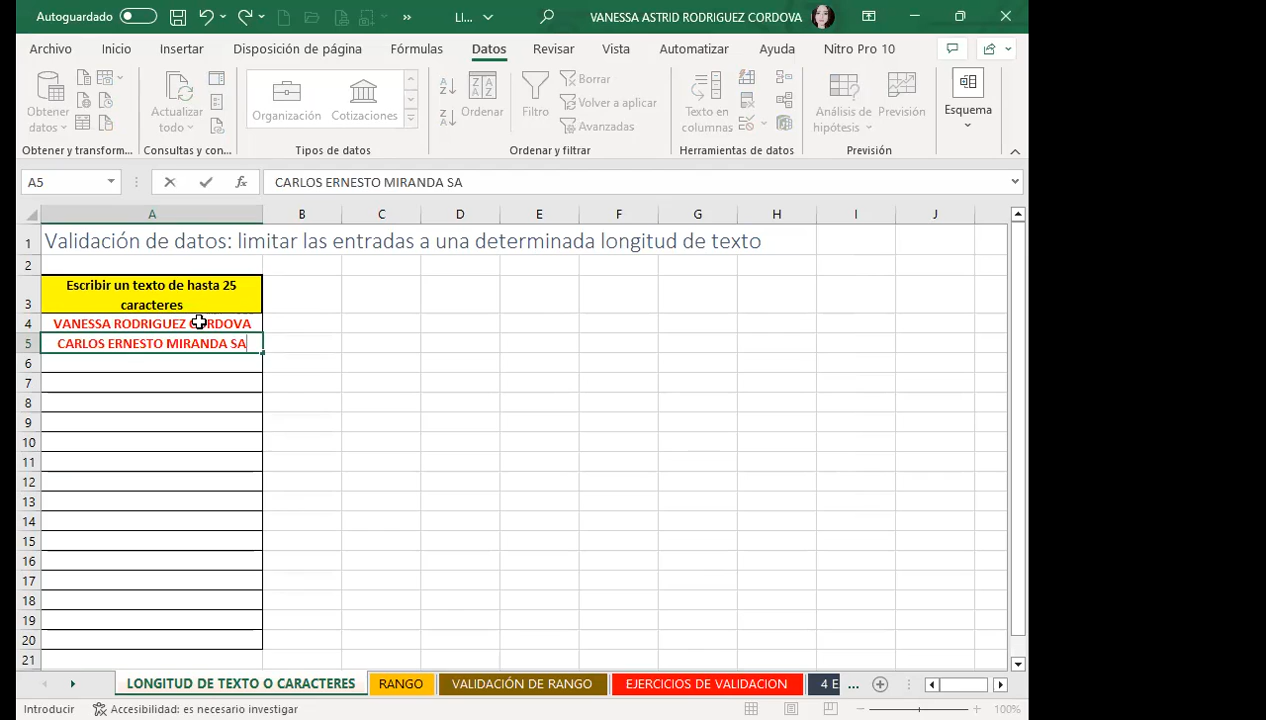 Autoguardado
LI...
VANESSA ASTRID RODRIGUEZ CORDOVA
Archivo Inicio Insertar Disposición de página Fórmulas Datos Revisar Vista Automatizar Ayuda Nitro Pro 10
Obtener datos
Actualizar todo
Organización Cotizaciones
Ordenar
Filtro
Borrar
Volver a aplicar
Avanzadas
Texto en columnas
Análisis de hipótesis
Previsión
Esquema
Obtener y transform... Consultas y con... Tipos de datos Ordenar y filtrar Herramientas de datos Previsión
A5 fx CARLOS ERNESTO MIRANDA SA
A B C D E F G H I J
1 Validación de datos: limitar las entradas a una determinada longitud de texto
2
Escribir un texto de hasta 25
3 caracteres
4 VANESSA RODRIGUEZ CORDOVA
5 CARLOS ERNESTO MIRANDA SA
6
7
8
9
10
11
12
13
14
15
16
17
18
19
20
21
LONGITUD DE TEXTO O CARACTERES RANGO VALIDACIÓN DE RANGO EJERCICIOS DE VALIDACION 4 E ...
Introducir Accesibilidad: es necesario investigar 100%